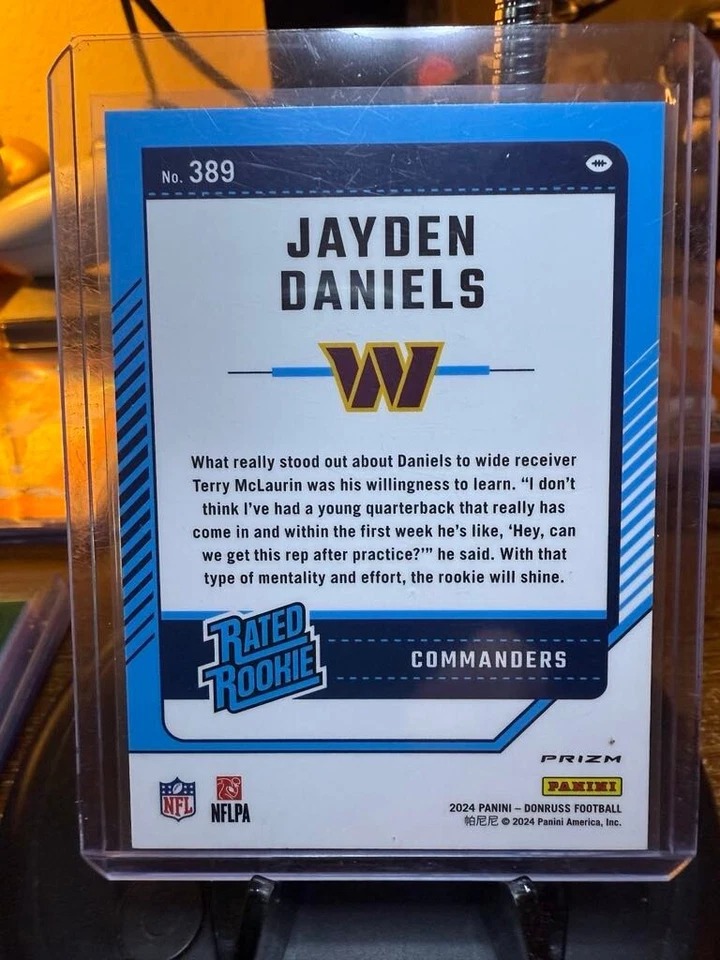 No. 389
JAYDEN
DANIELS
W
What really stood out about Daniels to wide receiver
Terry McLaurin was his willingness to learn. “I don’t
think I’ve had a young quarterback that really has
come in and within the first week he’s like, ‘Hey, can
we get this rep after practice?’” he said. With that
type of mentality and effort, the rookie will shine.
RATED
ROOKIE
COMMANDERS
PRIZM
PANINI
NFL
NFLPA
2024 PANINI – DONRUSS FOOTBALL
帕尼尼 © 2024 Panini America, Inc.